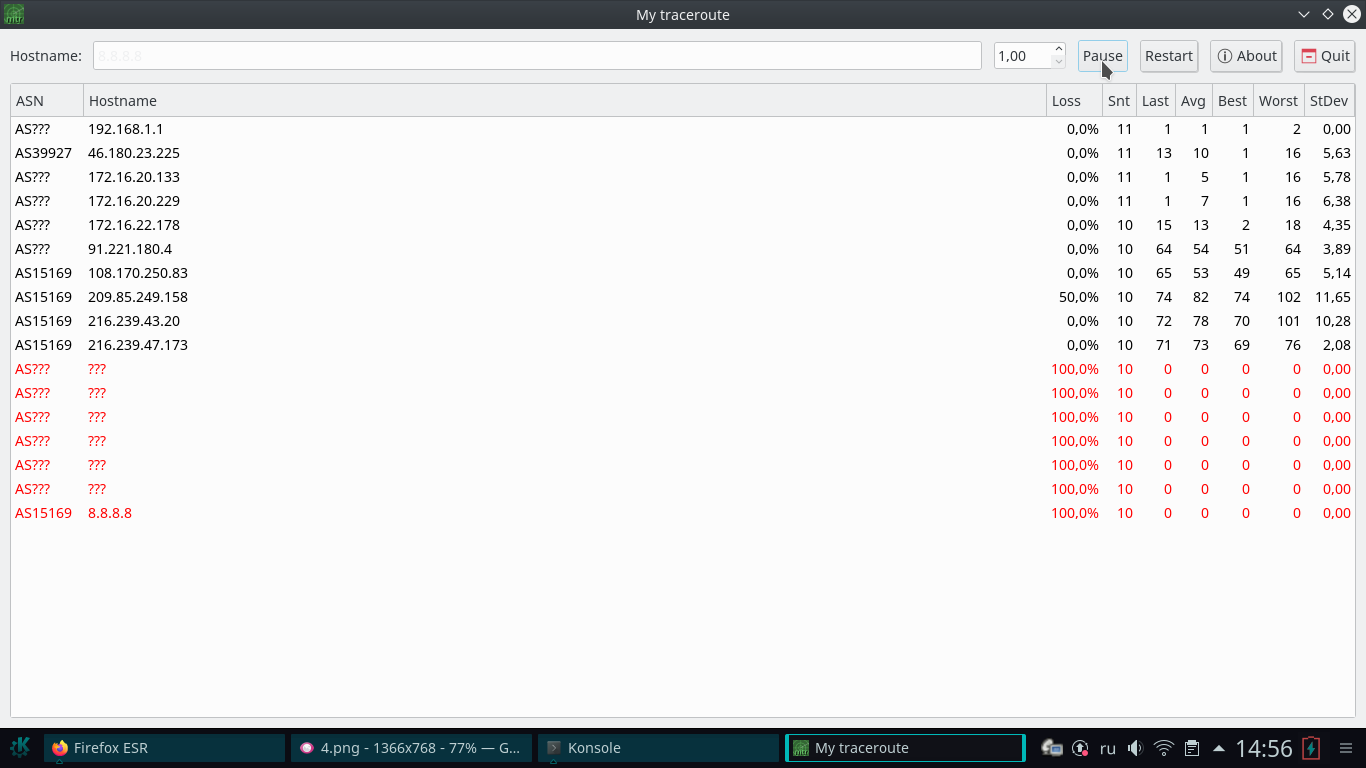 My traceroute
Hostname: 8.8.8.8 1,00 Pause Restart About Quit
ASN Hostname Loss Snt Last Avg Best Worst StDev
AS??? 192.168.1.1 0,0% 11 1 1 1 2 0,00
AS39927 46.180.23.225 0,0% 11 13 10 1 16 5,63
AS??? 172.16.20.133 0,0% 11 1 5 1 16 5,78
AS??? 172.16.20.229 0,0% 11 1 7 1 16 6,38
AS??? 172.16.22.178 0,0% 10 15 13 2 18 4,35
AS??? 91.221.180.4 0,0% 10 64 54 51 64 3,89
AS15169 108.170.250.83 0,0% 10 65 53 49 65 5,14
AS15169 209.85.249.158 50,0% 10 74 82 74 102 11,65
AS15169 216.239.43.20 0,0% 10 72 78 70 101 10,28
AS15169 216.239.47.173 0,0% 10 71 73 69 76 2,08
AS??? ??? 100,0% 10 0 0 0 0 0,00
AS??? ??? 100,0% 10 0 0 0 0 0,00
AS??? ??? 100,0% 10 0 0 0 0 0,00
AS??? ??? 100,0% 10 0 0 0 0 0,00
AS??? ??? 100,0% 10 0 0 0 0 0,00
AS??? ??? 100,0% 10 0 0 0 0 0,00
AS15169 8.8.8.8 100,0% 10 0 0 0 0 0,00
Firefox ESR 4.png - 1366x768 - 77% — G... Konsole My traceroute ru 14:56